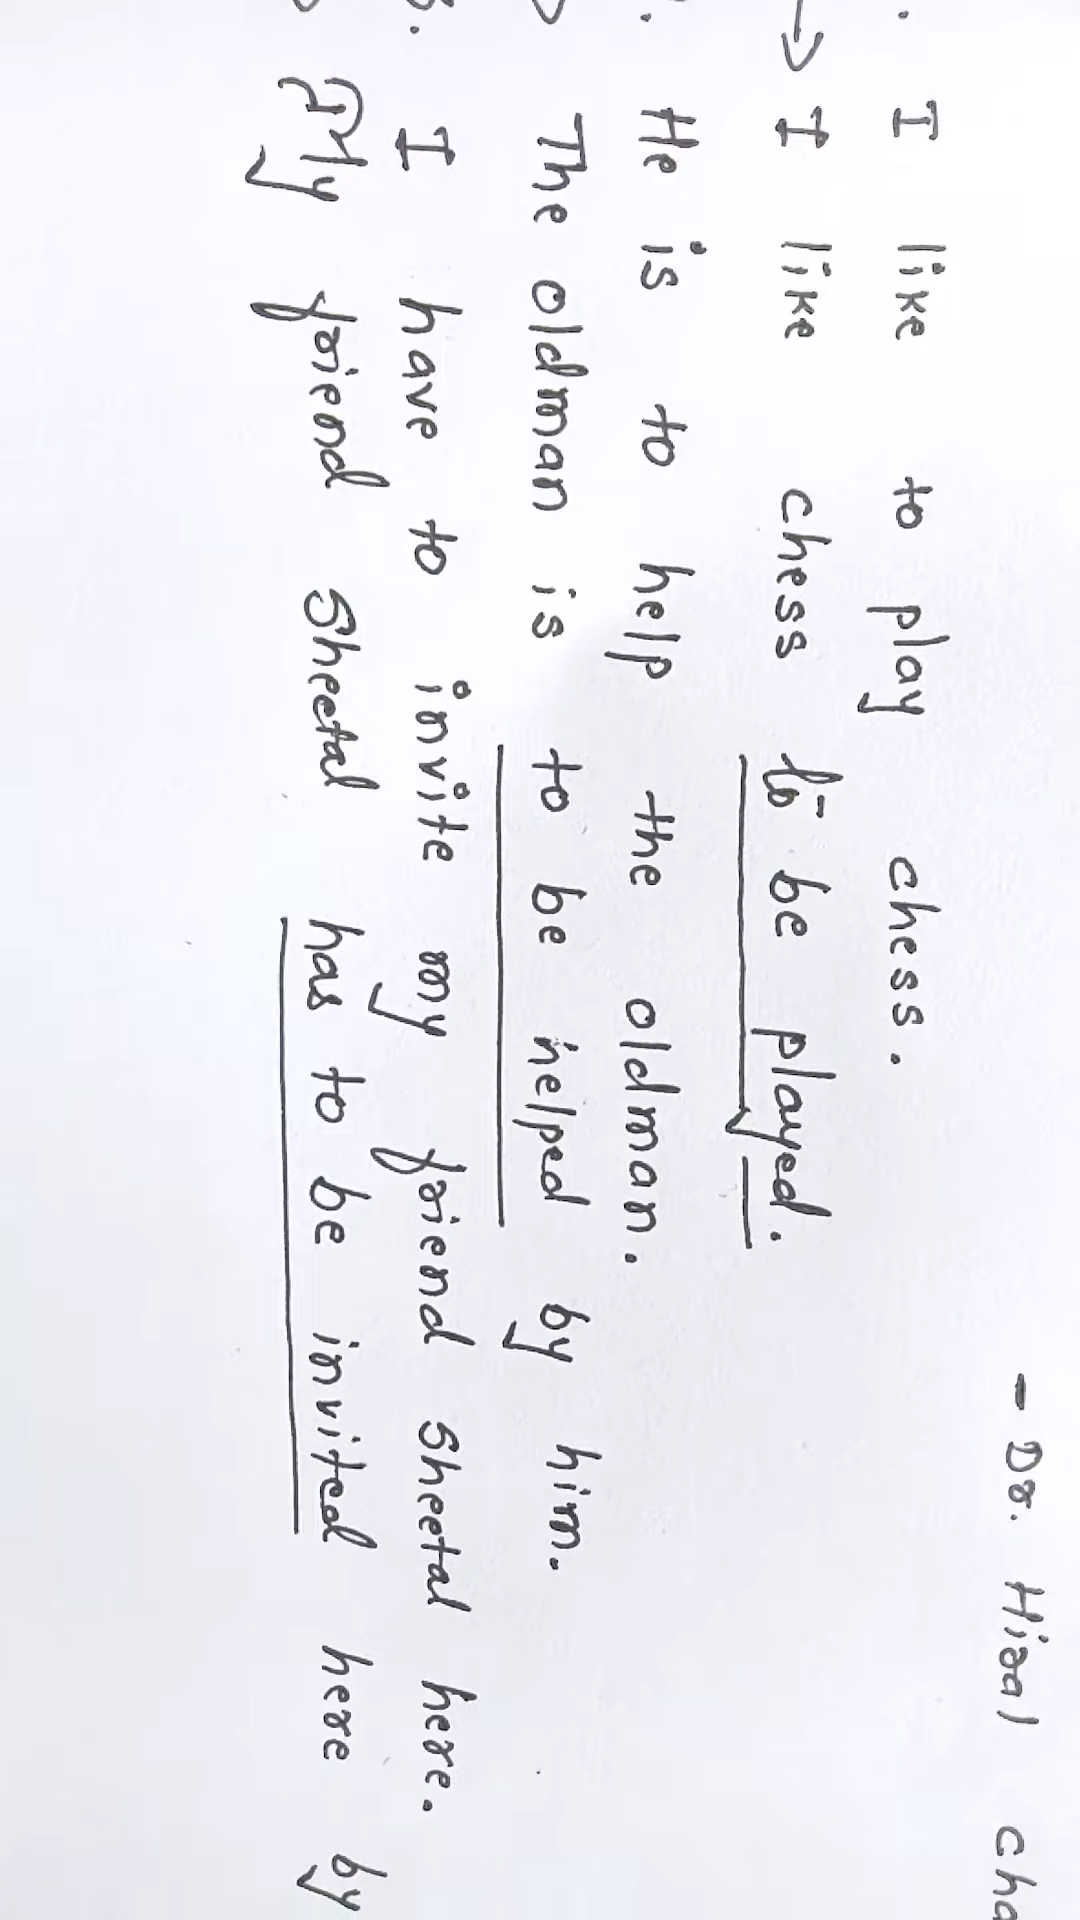 - Dr. Hiral cha
. I like to play chess.
→ I like chess to be played.
. He is to help the oldman.
The oldman is to be helped by him.
3. I have to invite my friend Sheetal here.
My friend Sheetal has to be invited here by